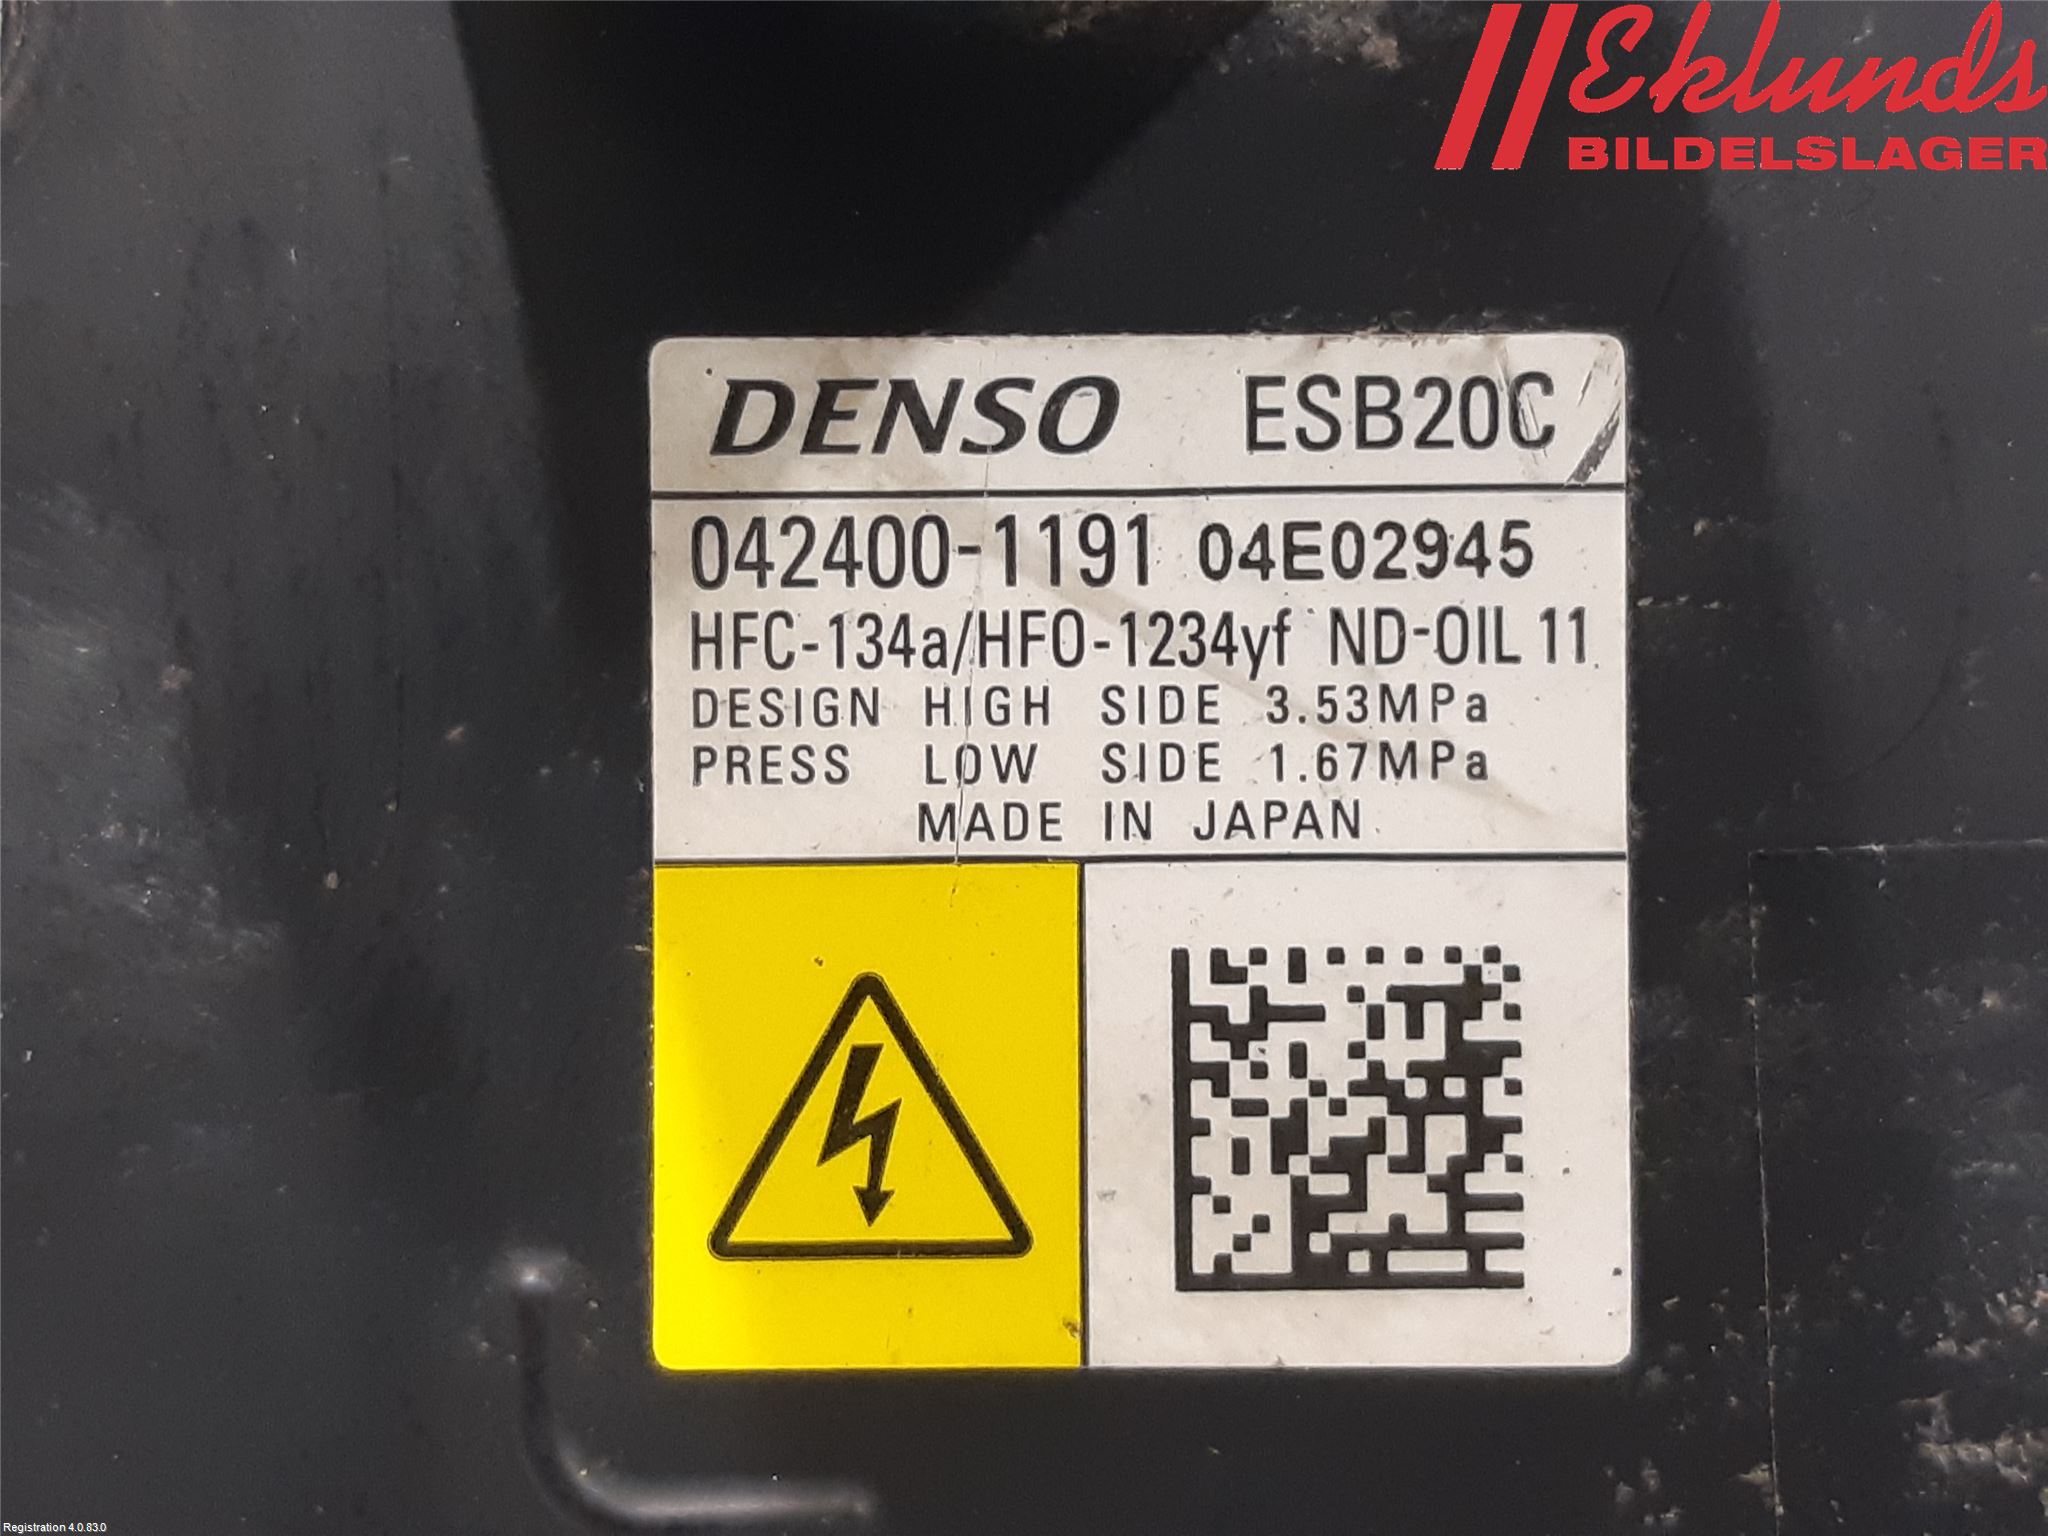 Eklunds
BILDELSLAGER
DENSO ESB20C
042400-1191 04E02945
HFC-134a/HFO-1234yf ND-OIL 11
DESIGN HIGH SIDE 3.53MPa
PRESS LOW SIDE 1.67MPa
MADE IN JAPAN
Registration 4.0.83.0